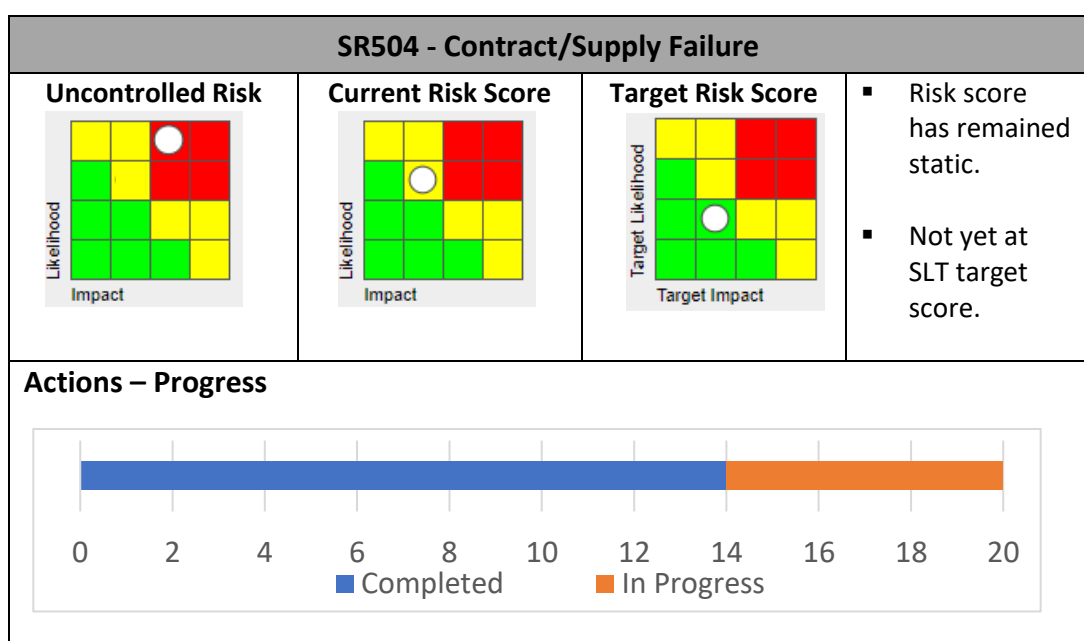 SR504 - Contract/Supply Failure
Uncontrolled Risk
Likelihood
Impact
Current Risk Score
Likelihood
Impact
Target Risk Score
Target Likelihood
Target Impact
▪ Risk score
has remained
static.
▪ Not yet at
SLT target
score.
Actions – Progress
0 2 4 6 8 10 12 14 16 18 20
Completed In Progress